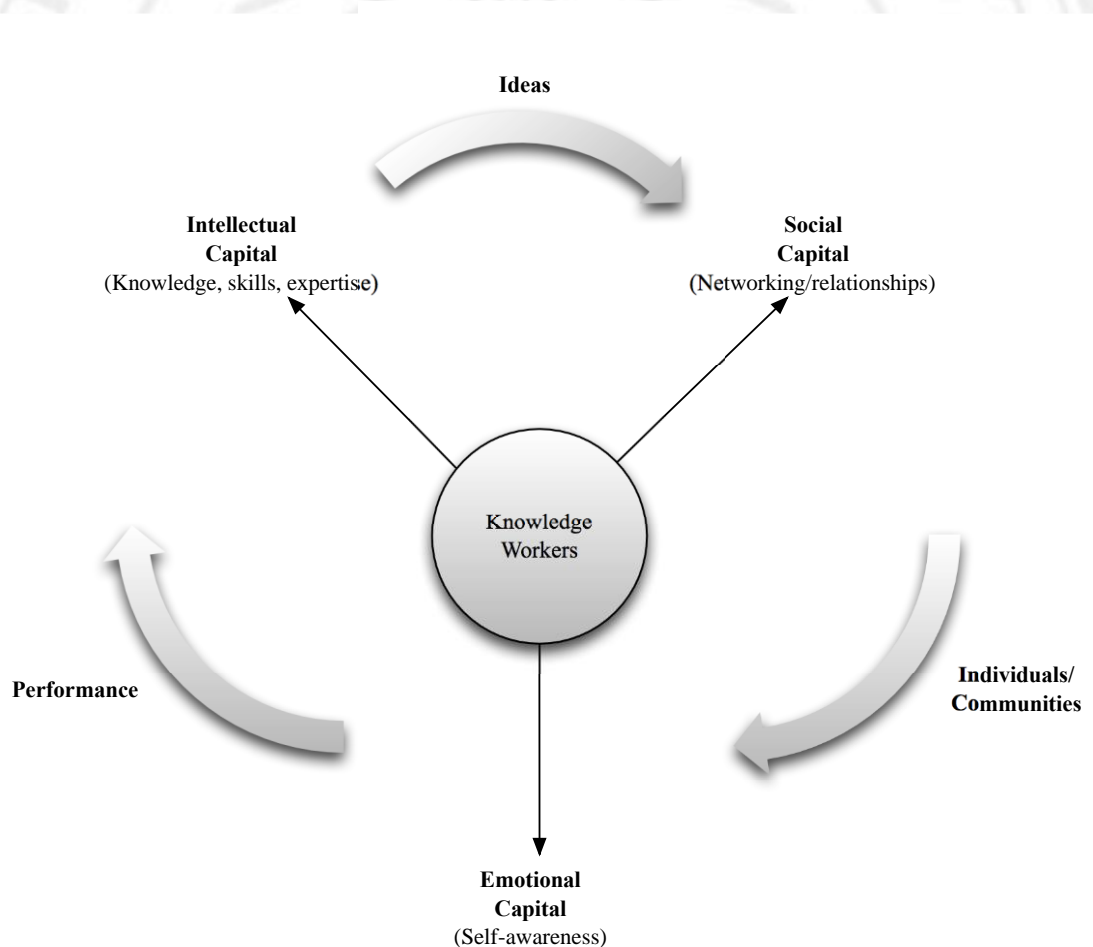 Ideas
Intellectual
Capital
(Knowledge, skills, expertise)
Social
Capital
(Networking/relationships)
Knowledge
Workers
Performance
Individuals/
Communities
Emotional
Capital
(Self-awareness)